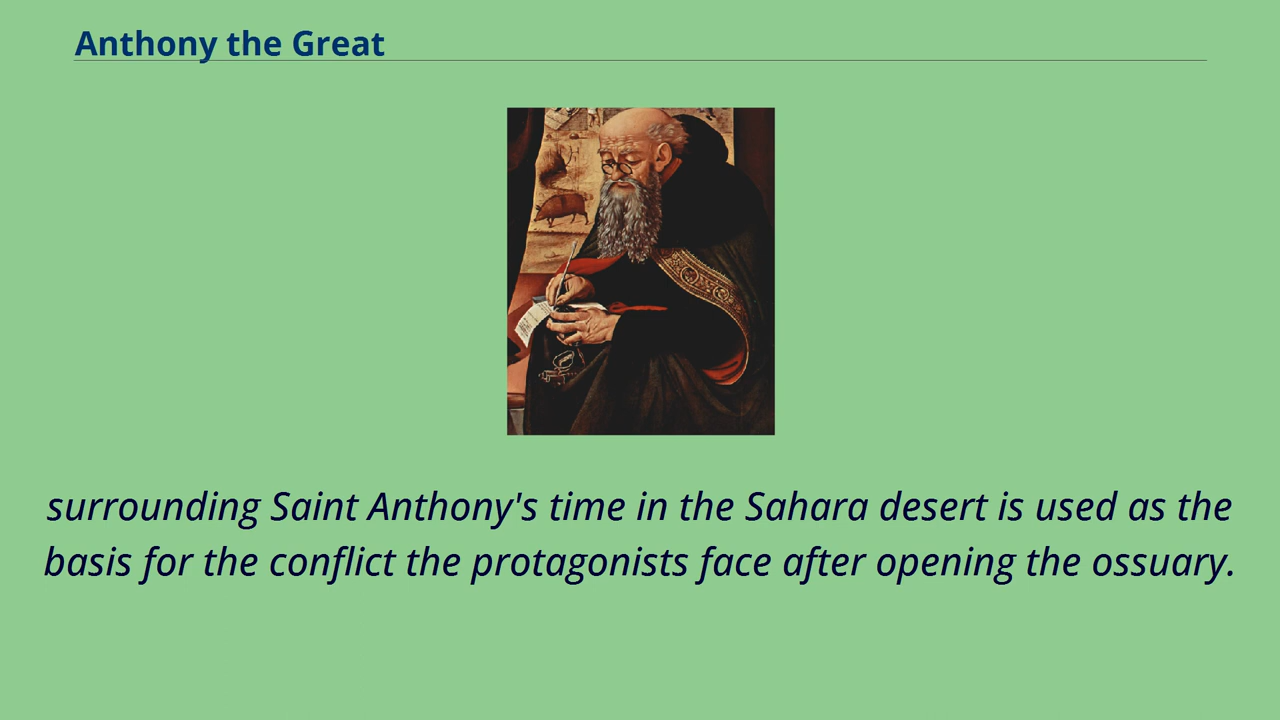 Anthony the Great
surrounding Saint Anthony's time in the Sahara desert is used as the
basis for the conflict the protagonists face after opening the ossuary.